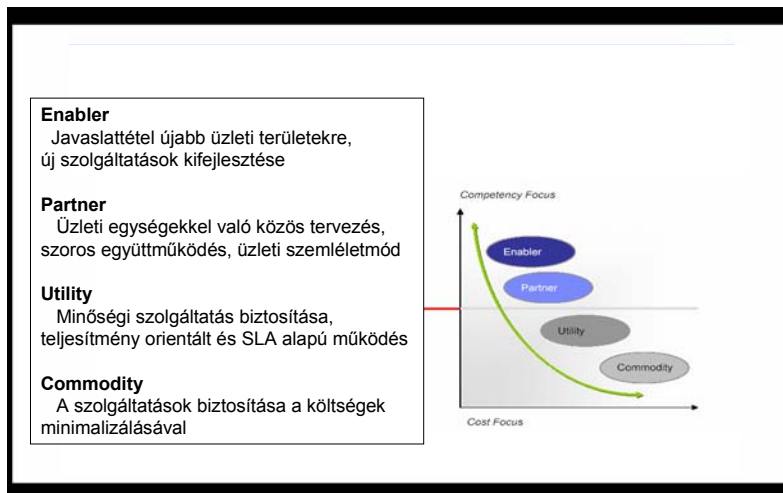 Enabler
Javaslattétel újabb üzleti területekre,
új szolgáltatások kifejlesztése
Partner
Üzleti egységekkel való közös tervezés,
szoros együttműködés, üzleti szemléletmód
Utility
Minőségi szolgáltatás biztosítása,
teljesítmény orientált és SLA alapú működés
Commodity
A szolgáltatások biztosítása a költségek
minimalizálásával
Competency Focus
Enabler
Partner
Utility
Commodity
Cost Focus